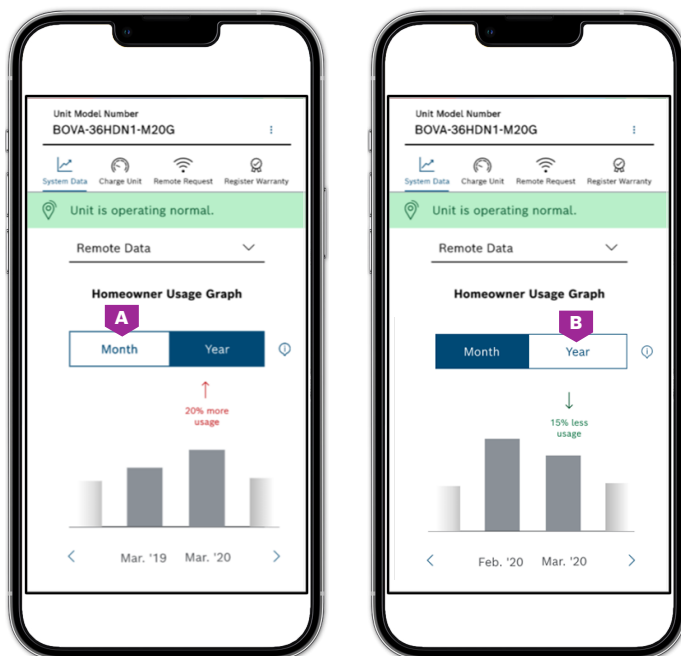 Unit Model Number
BOVA-36HDN1-M20G
System Data Charge Unit Remote Request Register Warranty
Unit is operating normal.
Remote Data
Homeowner Usage Graph
A
Month Year
20% more
usage
Mar. '19 Mar. '20
Unit Model Number
BOVA-36HDN1-M20G
System Data Charge Unit Remote Request Register Warranty
Unit is operating normal.
Remote Data
Homeowner Usage Graph
B
Month Year
15% less
usage
Feb. '20 Mar. '20